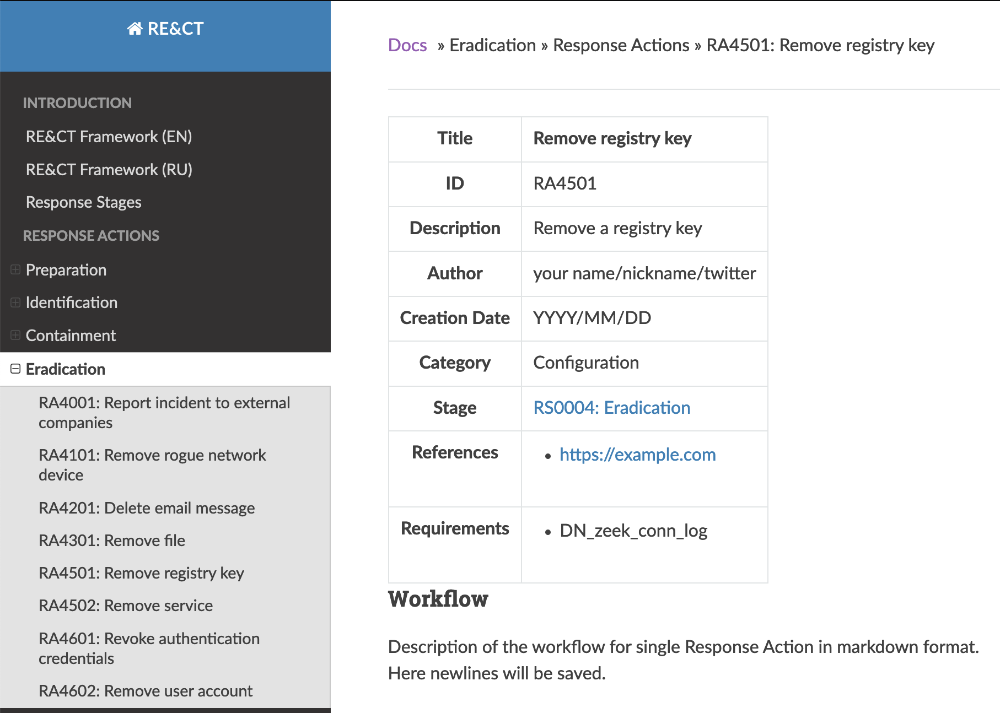 RE&CT
INTRODUCTION
RE&CT Framework (EN)
RE&CT Framework (RU)
Response Stages
RESPONSE ACTIONS
Preparation
Identification
Containment
Eradication
RA4001: Report incident to external
companies
RA4101: Remove rogue network
device
RA4201: Delete email message
RA4301: Remove file
RA4501: Remove registry key
RA4502: Remove service
RA4601: Revoke authentication
credentials
RA4602: Remove user account
Docs » Eradication » Response Actions » RA4501: Remove registry key
Title Remove registry key
ID RA4501
Description Remove a registry key
Author your name/nickname/twitter
Creation Date YYYY/MM/DD
Category Configuration
Stage RS0004: Eradication
References • https://example.com
Requirements • DN_zeek_conn_log
Workflow
Description of the workflow for single Response Action in markdown format.
Here newlines will be saved.